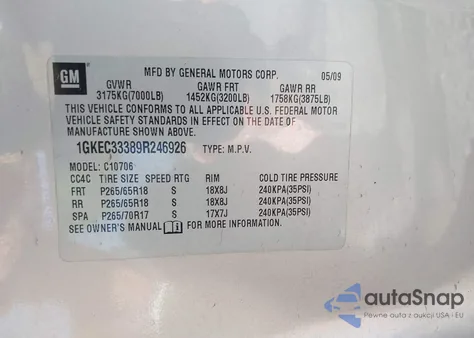 GM
MFD BY GENERAL MOTORS CORP. 05/09
GVWR GAWR FRT GAWR RR
3175KG(7000LB) 1452KG(3200LB) 1758KG(3875LB)
THIS VEHICLE CONFORMS TO ALL APPLICABLE U.S. FEDERAL MOTOR
VEHICLE SAFETY STANDARDS IN EFFECT ON THE DATE OF
MANUFACTURE SHOWN ABOVE.
1GKEC33389R246926 TYPE: M.P.V.
MODEL: C10706
CC4C TIRE SIZE SPEED RTG RIM COLD TIRE PRESSURE
FRT P265/65R18 S 18X8J 240KPA(35PSI)
RR P265/65R18 S 18X8J 240KPA(35PSI)
SPA P265/70R17 S 17X7J 240KPA(35PSI)
SEE OWNER'S MANUAL FOR MORE INFORMATION.
autoSnap
Pewne auta z aukcji USA i EU